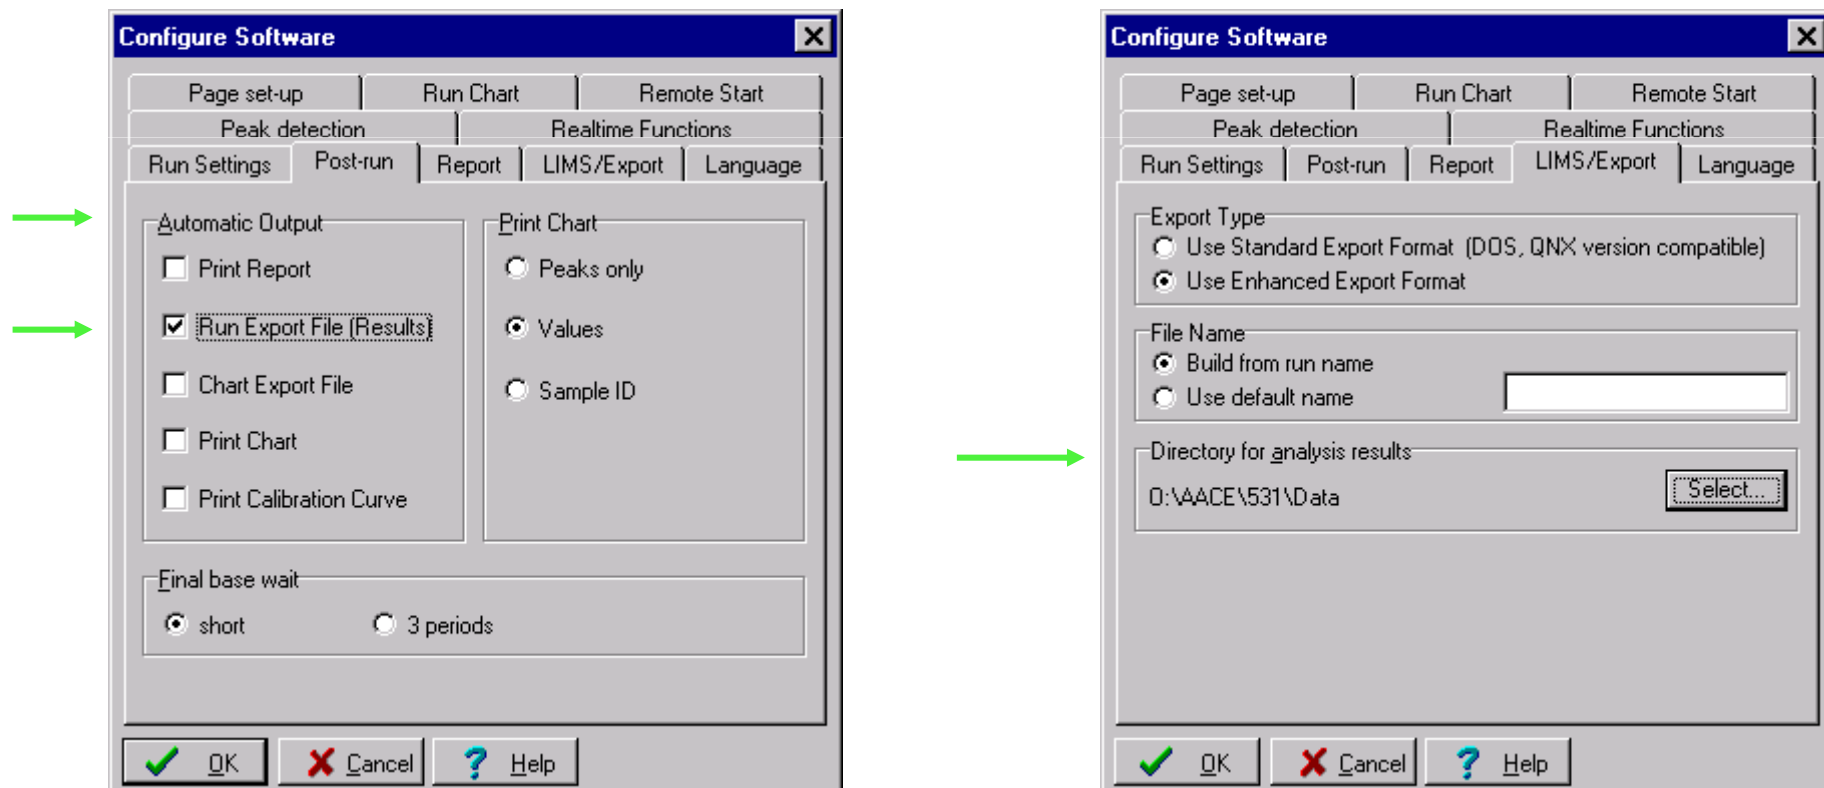 Configure Software
Page set-up Run Chart Remote Start
Peak detection Realtime Functions
Run Settings Post-run Report LIMS/Export Language
Automatic Output
Print Report
Run Export File (Results)
Chart Export File
Print Chart
Print Calibration Curve
Print Chart
Peaks only
Values
Sample ID
Final base wait
short 3 periods
OK Cancel Help
Configure Software
Page set-up Run Chart Remote Start
Peak detection Realtime Functions
Run Settings Post-run Report LIMS/Export Language
Export Type
Use Standard Export Format (DOS, QNX version compatible)
Use Enhanced Export Format
File Name
Build from run name
Use default name
Directory for analysis results
O:\AACE\531\Data Select...
OK Cancel Help